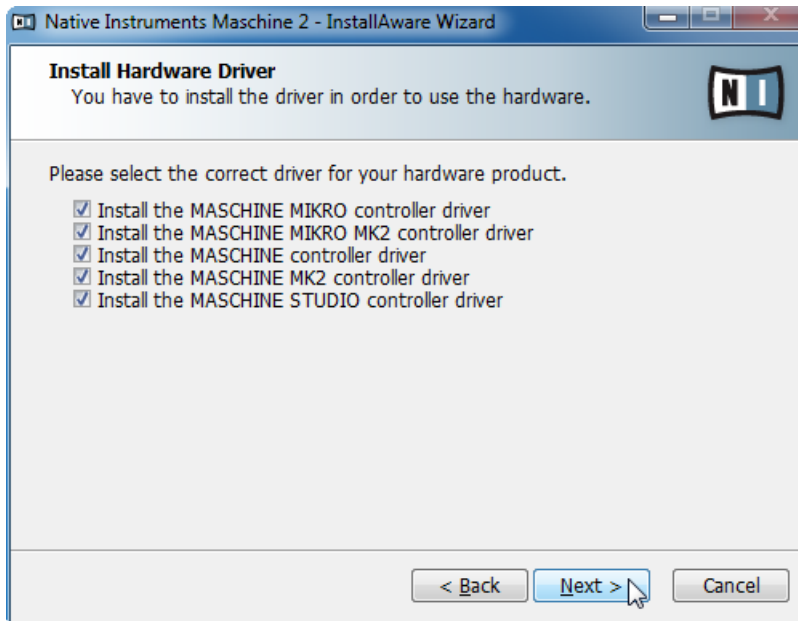 Native Instruments Maschine 2 - InstallAware Wizard
Install Hardware Driver
You have to install the driver in order to use the hardware.
N I
Please select the correct driver for your hardware product.
Install the MASCHINE MIKRO controller driver
Install the MASCHINE MIKRO MK2 controller driver
Install the MASCHINE controller driver
Install the MASCHINE MK2 controller driver
Install the MASCHINE STUDIO controller driver
< Back Next > Cancel